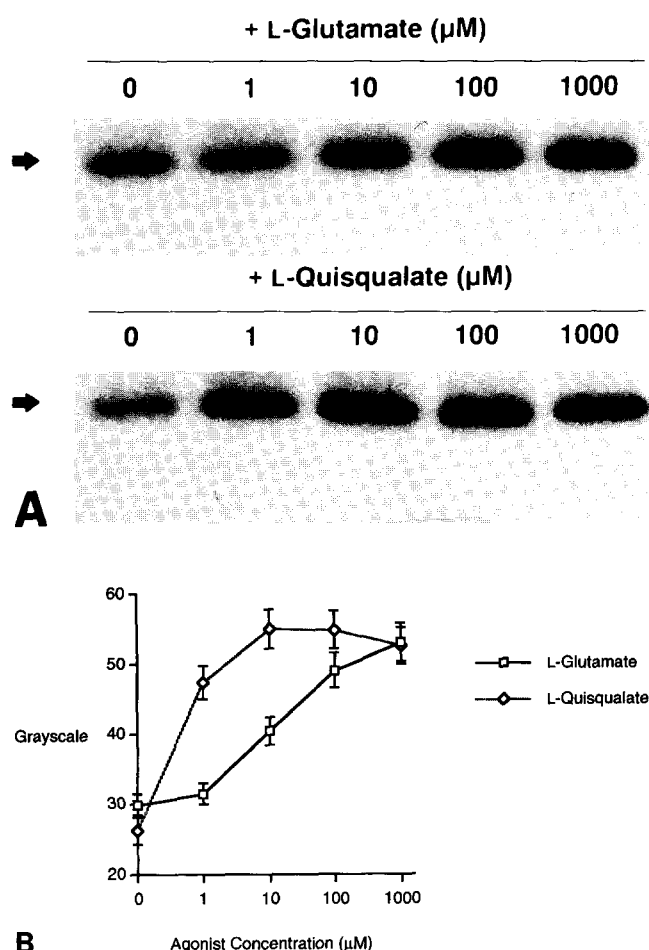 + L-Glutamate (µM)
0 1 10 100 1000
+ L-Quisqualate (µM)
0 1 10 100 1000
A
60
50
40
30
20
Grayscale
0 1 10 100 1000
Agonist Concentration (µM)
L-Glutamate
L-Quisqualate
B